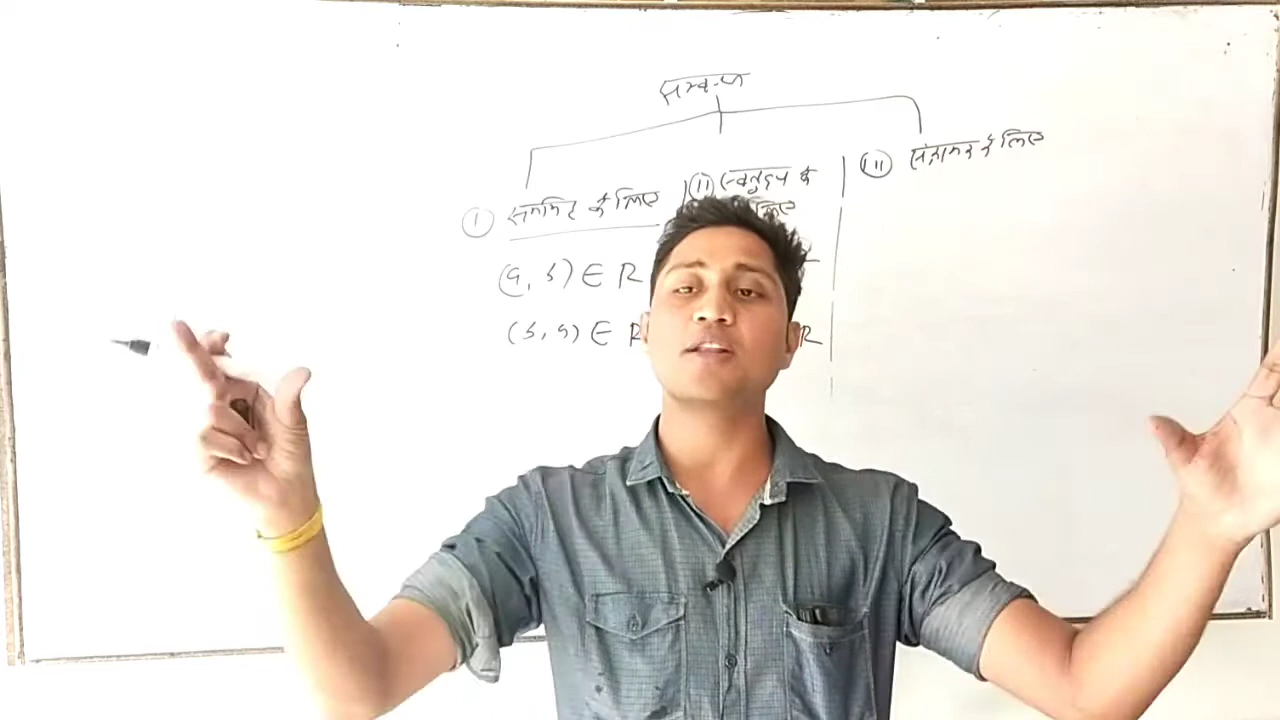 सम्बन्ध
(I) सममित के लिए
(a, b) ∈ R
(b, a) ∈ R
(II) स्वतुल्य के
लिए
R
(III) संक्रामक के लिए